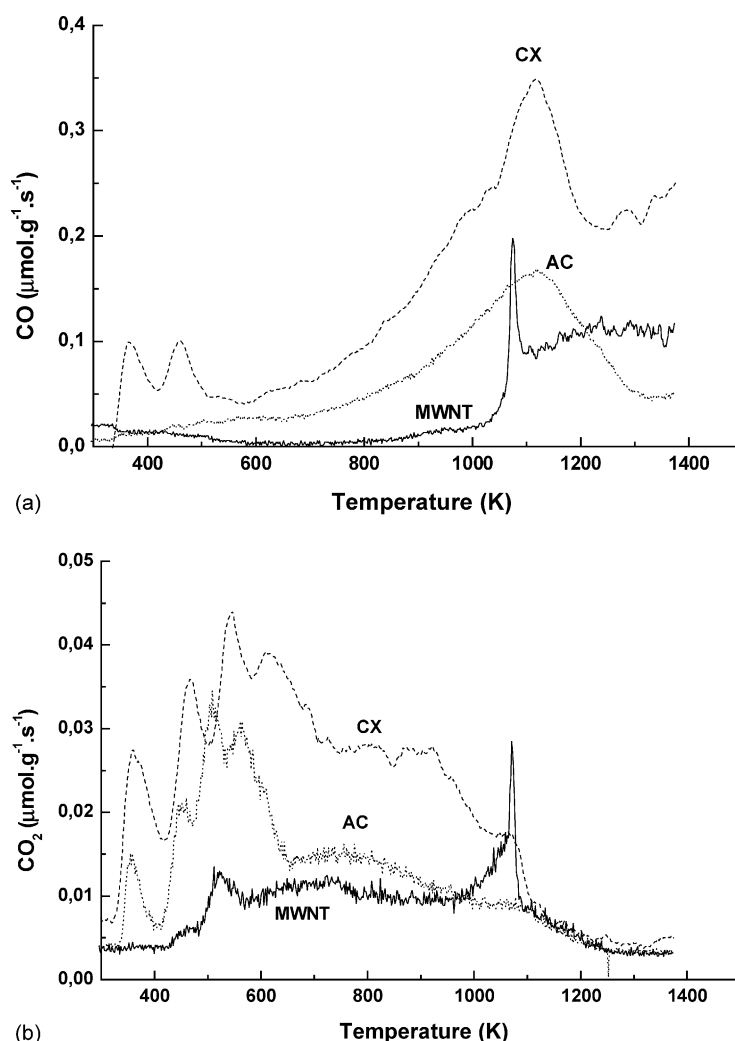 0,4
0,3
0,2
0,1
0,0
CO (μmol.g⁻¹.s⁻¹)
CX
AC
MWNT
400 600 800 1000 1200 1400
(a)
Temperature (K)
0,05
0,04
0,03
0,02
0,01
0,00
CO₂ (μmol.g⁻¹.s⁻¹)
CX
AC
MWNT
400 600 800 1000 1200 1400
(b)
Temperature (K)